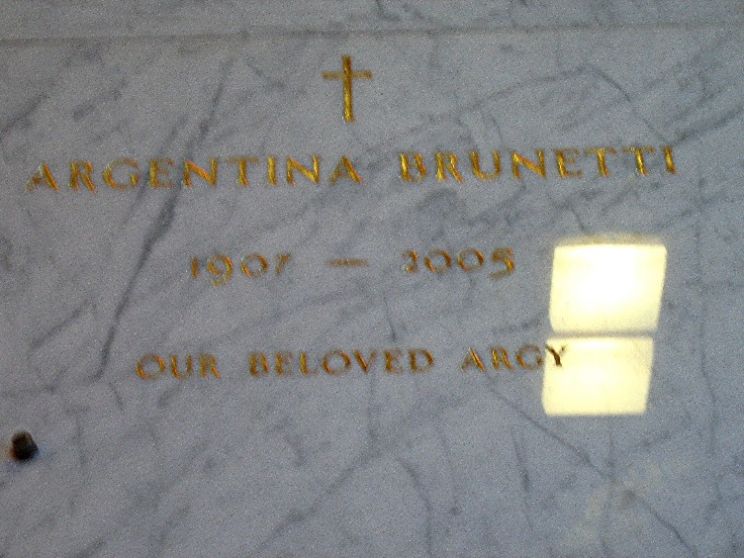 ARGENTINA BRUNETTI
1907 — 2005
OUR BELOVED ARGY